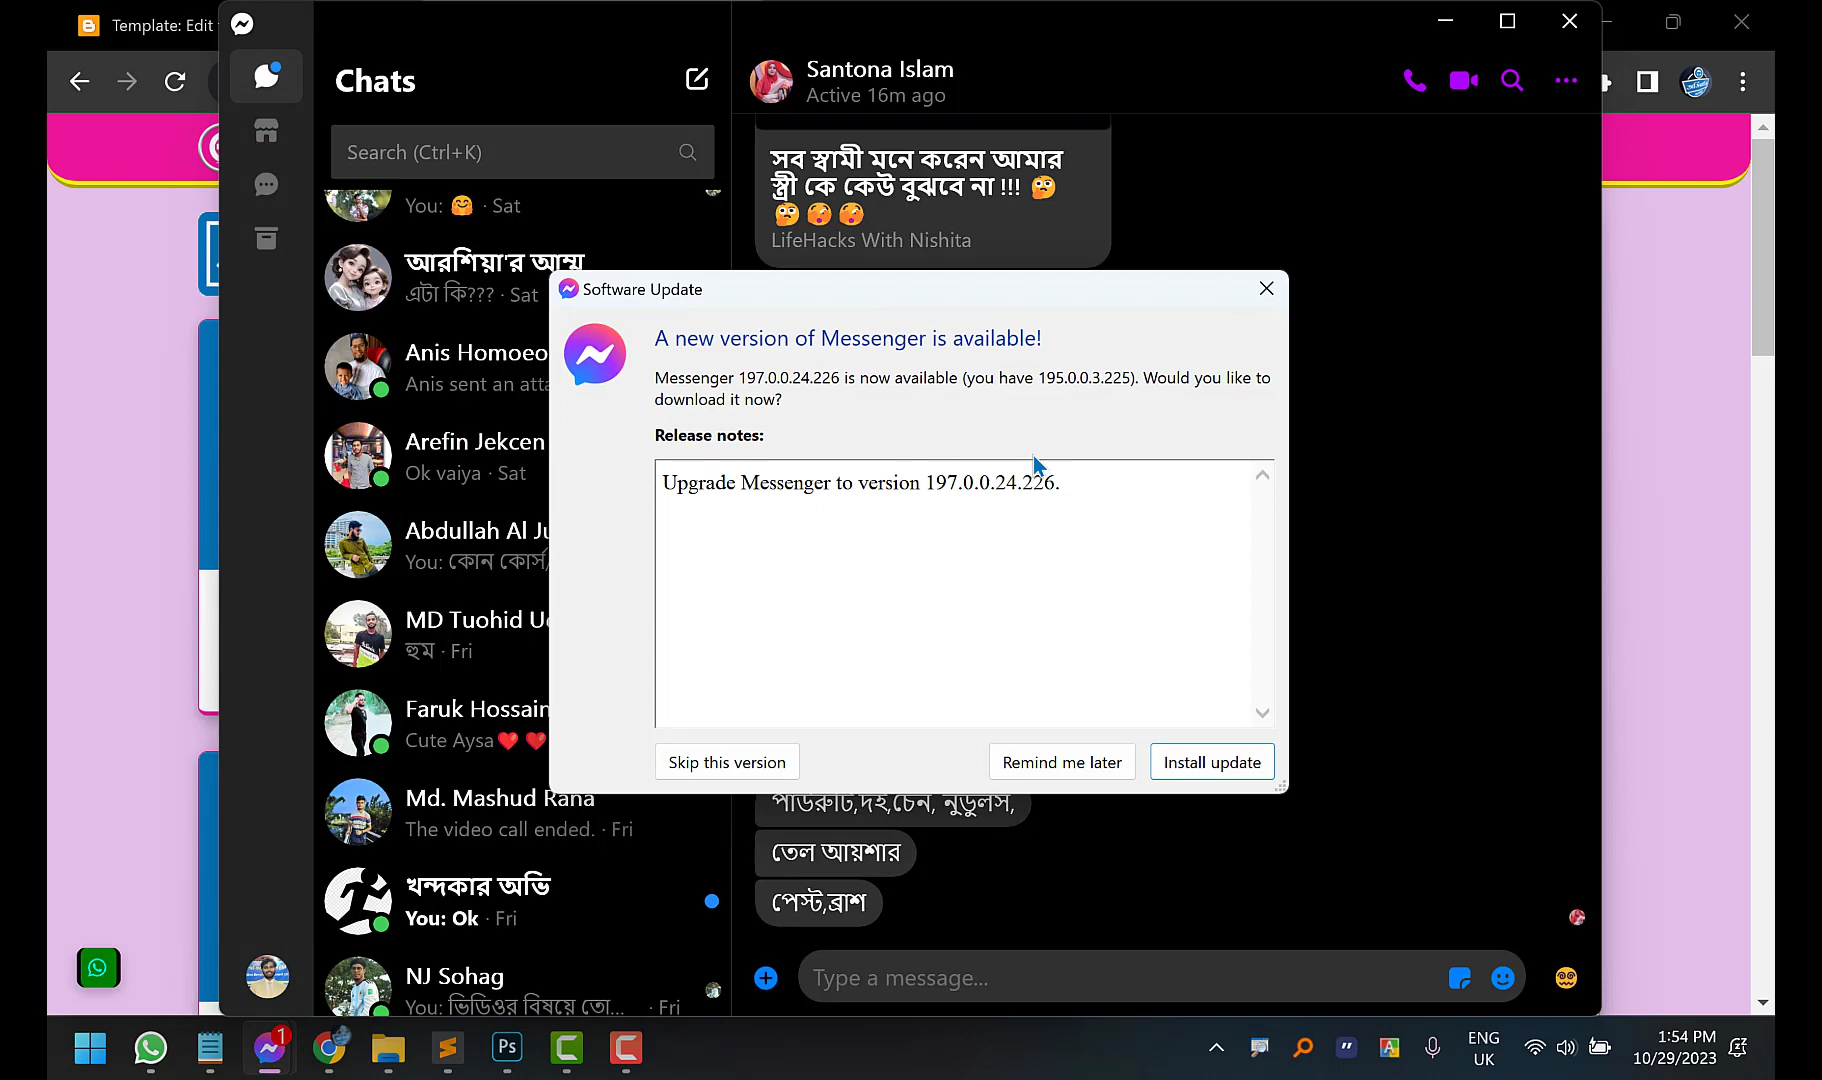 Template: Edit
Chats
Search (Ctrl+K)
You: 🤗 · Sat
আরশিয়া'র আম্মু
এটা কি??? · Sat
Anis Homoeo
Anis sent an atta
Arefin Jekcen
Ok vaiya · Sat
Abdullah Al Ju
You: কোন কোর্স/
MD Tuohid Ud
হুম · Fri
Faruk Hossain
Cute Aysa❤️ ❤️
Md. Mashud Rana
The video call ended. · Fri
খন্দকার অভি
You: Ok · Fri
NJ Sohag
You: ভিডিওর বিষয়ে তো... · Fri
Santona Islam
Active 16m ago
সব স্বামী মনে করেন আমার
স্ত্রী কে কেউ বুঝবে না !!! 🤔
🤔🥵🥵
LifeHacks With Nishita
Software Update
A new version of Messenger is available!
Messenger 197.0.0.24.226 is now available (you have 195.0.0.3.225). Would you like to
download it now?
Release notes:
Upgrade Messenger to version 197.0.0.24.226.
Skip this version
Remind me later
Install update
পাউরুটি,দই,চেন, নুডুলস,
তেল আয়শার
পেস্ট,ব্রাশ
Type a message...
1
Ps
ENG
UK
1:54 PM
10/29/2023